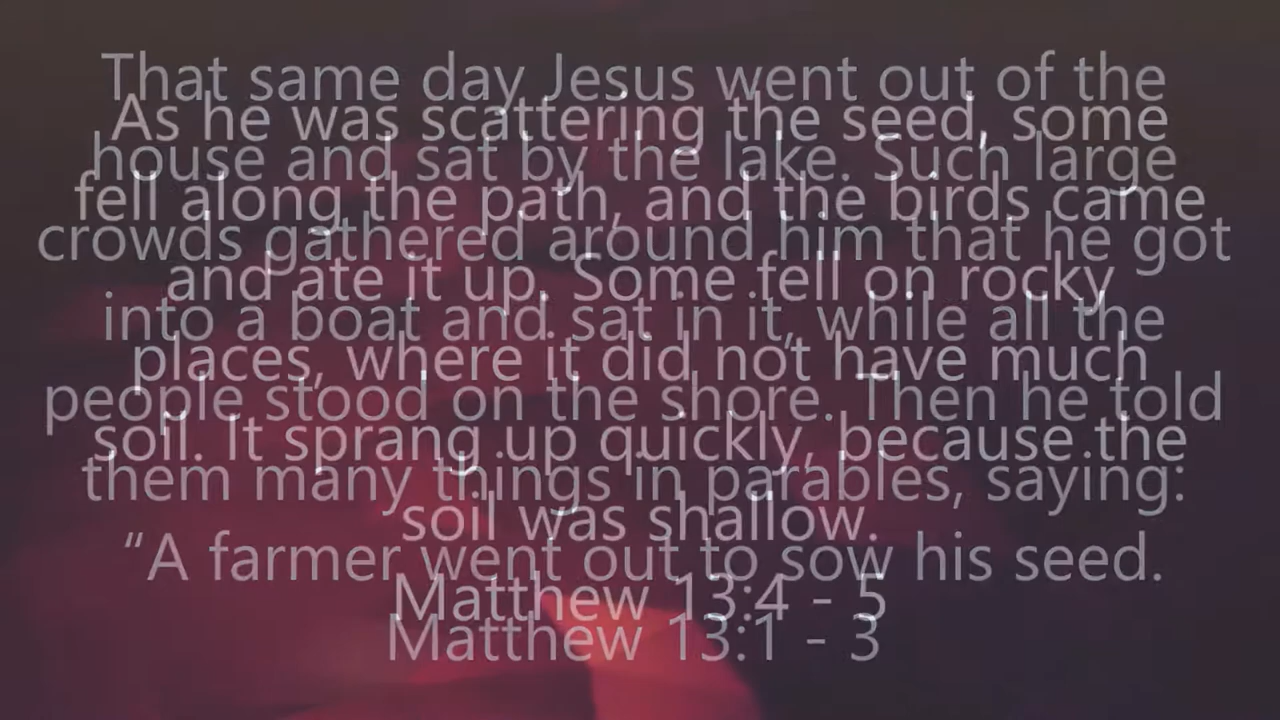 That same day Jesus went out of the
house and sat by the lake. Such large
crowds gathered around him that he got
into a boat and sat in it, while all the
people stood on the shore. Then he told
them many things in parables, saying:
“A farmer went out to sow his seed.
Matthew 13:1 - 3
As he was scattering the seed, some
fell along the path, and the birds came
and ate it up. Some fell on rocky
places, where it did not have much
soil. It sprang up quickly, because the
soil was shallow.
Matthew 13:4 - 5